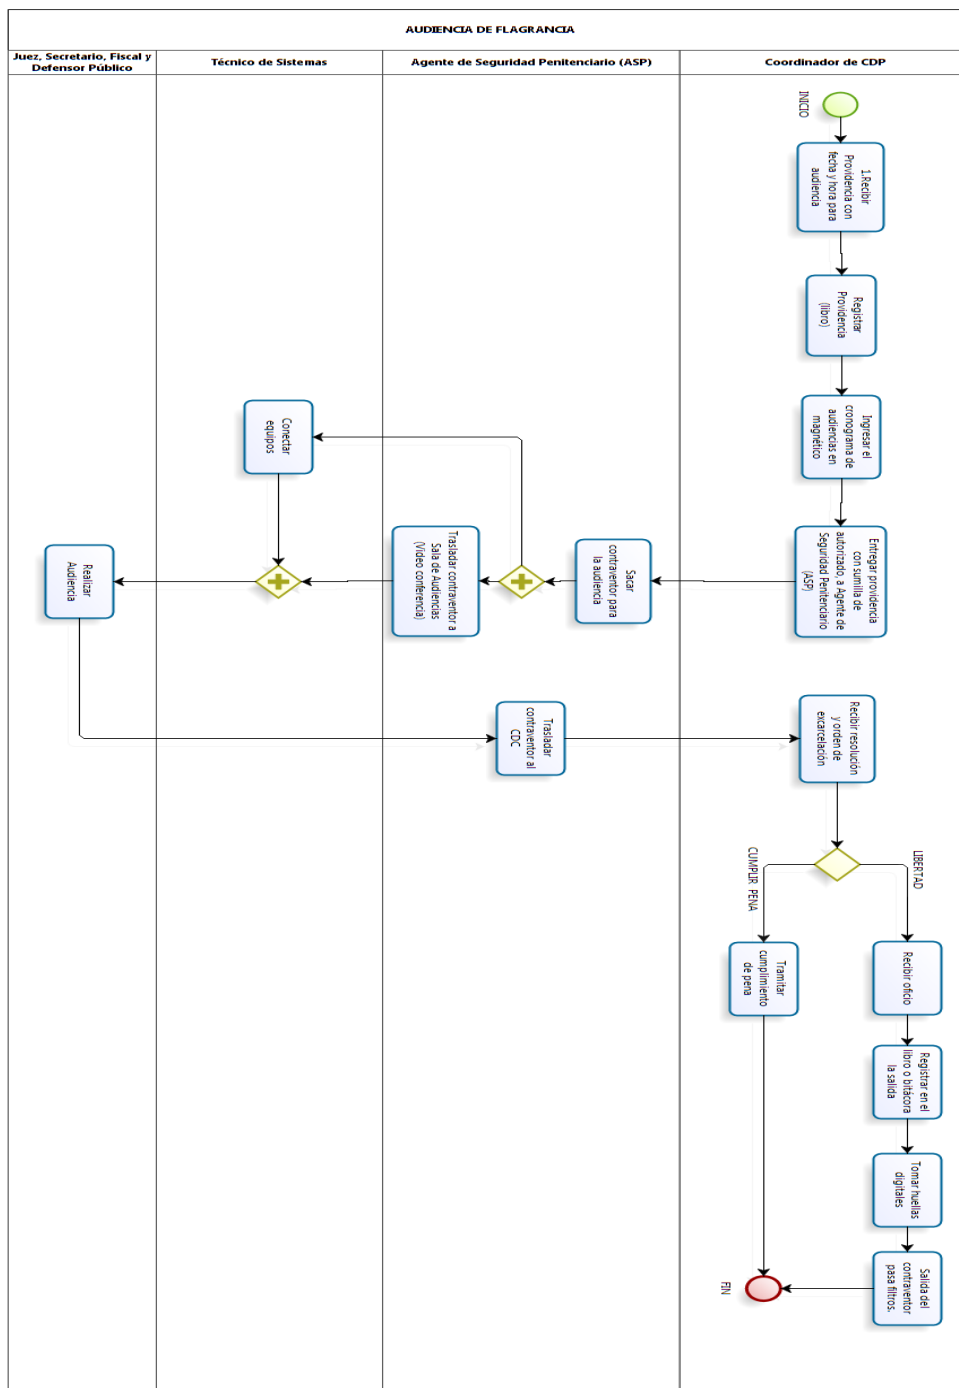 AUDIENCIA DE FLAGRANCIA
Juez, Secretario, Fiscal y
Defensor Público
Técnico de Sistemas
Agente de Seguridad Penitenciario (ASP)
Coordinador de CDP
INICIO
1.Recibir
Providencia con
fecha y hora para
audiencia
Registrar
Providencia
(libro)
Ingresar el
cronograma de
audiencias en
magnético
Entregar providencia
con sumilla de
autorizado, a Agente de
Seguridad Penitenciario
(ASP)
Sacar
contraventor para
la audiencia
Trasladar contraventor a
Sala de Audiencias
(Video conferencia)
Conectar
equipos
Realizar
Audiencia
Trasladar
contraventor al
CDC
Recibir resolución
y orden de
excarcelación
LIBERTAD
CUMPLIR PENA
Recibir oficio
Registrar en el
libro o bitácora
la salida
Tomar huellas
digitales
Salida del
contraventor
pasa filtros.
Tramitar
cumplimiento
de pena
FIN